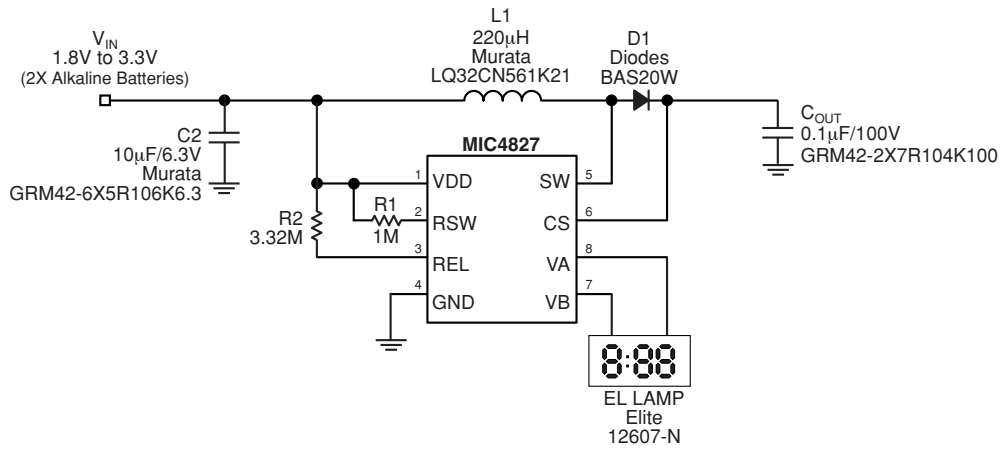 VIN
1.8V to 3.3V
(2X Alkaline Batteries)
L1
220µH
Murata
LQ32CN561K21
D1
Diodes
BAS20W
COUT
0.1µF/100V
GRM42-2X7R104K100
C2
10µF/6.3V
Murata
GRM42-6X5R106K6.3
MIC4827
1
VDD
SW
5
R1
1M
2
RSW
CS
6
R2
3.32M
3
REL
VA
8
4
GND
VB
7
8:88
EL LAMP
Elite
12607-N